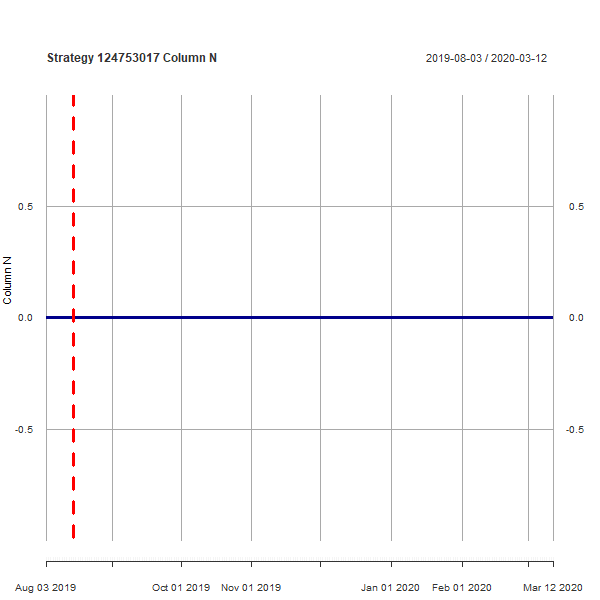 Strategy 124753017 Column N
2019-08-03 / 2020-03-12
0.5
0.5
Column N
0.0
0.0
-0.5
-0.5
Aug 03 2019
Oct 01 2019
Nov 01 2019
Jan 01 2020
Feb 01 2020
Mar 12 2020